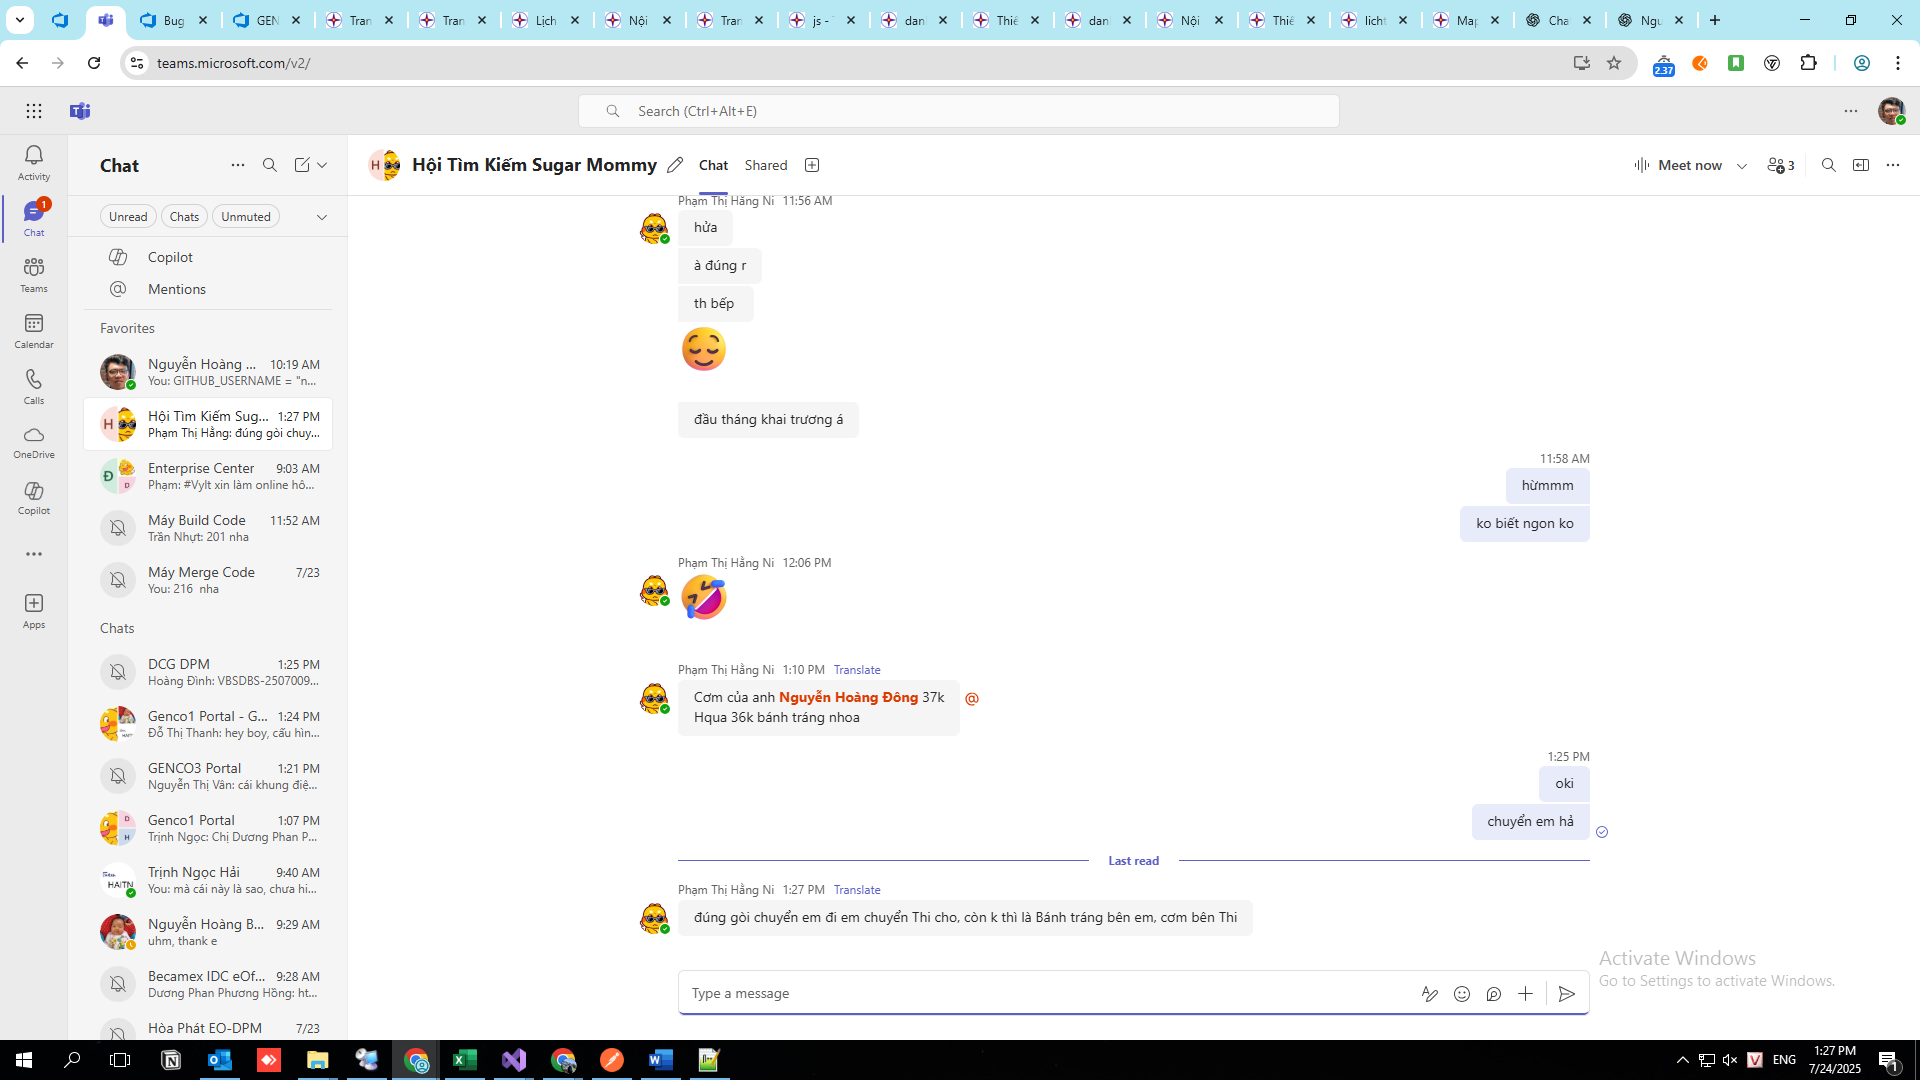 Bug
GEN
Tran
Tran
Lịch
Nội
Tran
js - T
danh
Thiế
danh
Nội
Thiế
licht
Map
Cha
Ngu
teams.microsoft.com/v2/
2.37
Search (Ctrl+Alt+E)
Activity
1
Chat
Teams
Calendar
Calls
OneDrive
Copilot
Apps
Chat
Unread
Chats
Unmuted
Copilot
Mentions
Favorites
Nguyễn Hoàng ... 10:19 AM
You: GITHUB_USERNAME = "n...
Hội Tìm Kiếm Sug... 1:27 PM
Phạm Thị Hằng: đúng gòi chuy...
Enterprise Center 9:03 AM
Phạm: #Vylt xin làm online hô...
Máy Build Code 11:52 AM
Trần Nhựt: 201 nha
Máy Merge Code 7/23
You: 216 nha
Chats
DCG DPM 1:25 PM
Hoàng Đình: VBSDBS-2507009...
Genco1 Portal - G... 1:24 PM
Đỗ Thị Thanh: hey boy, cấu hìn...
GENCO3 Portal 1:21 PM
Nguyễn Thị Vân: cái khung điệ...
Genco1 Portal 1:07 PM
Trịnh Ngọc: Chị Dương Phan P...
Trịnh Ngọc Hải 9:40 AM
You: mà cái này là sao, chưa hi...
Nguyễn Hoàng B... 9:29 AM
uhm, thank e
Becamex IDC eOf... 9:28 AM
Dương Phan Phương Hồng: ht...
Hòa Phát EO-DPM 7/23
Hội Tìm Kiếm Sugar Mommy
Chat
Shared
Meet now
3
Phạm Thị Hằng Ni 11:56 AM
hửa
à đúng r
th bếp
đầu tháng khai trương á
11:58 AM
hừmmm
ko biết ngon ko
Phạm Thị Hằng Ni 12:06 PM
Phạm Thị Hằng Ni 1:10 PM Translate
Cơm của anh Nguyễn Hoàng Đông 37k
Hqua 36k bánh tráng nhoa
1:25 PM
oki
chuyển em hả
Last read
Phạm Thị Hằng Ni 1:27 PM Translate
đúng gòi chuyển em đi em chuyển Thi cho, còn k thì là Bánh tráng bên em, cơm bên Thi
Type a message
Activate Windows
Go to Settings to activate Windows.
ENG
1:27 PM
7/24/2025
1